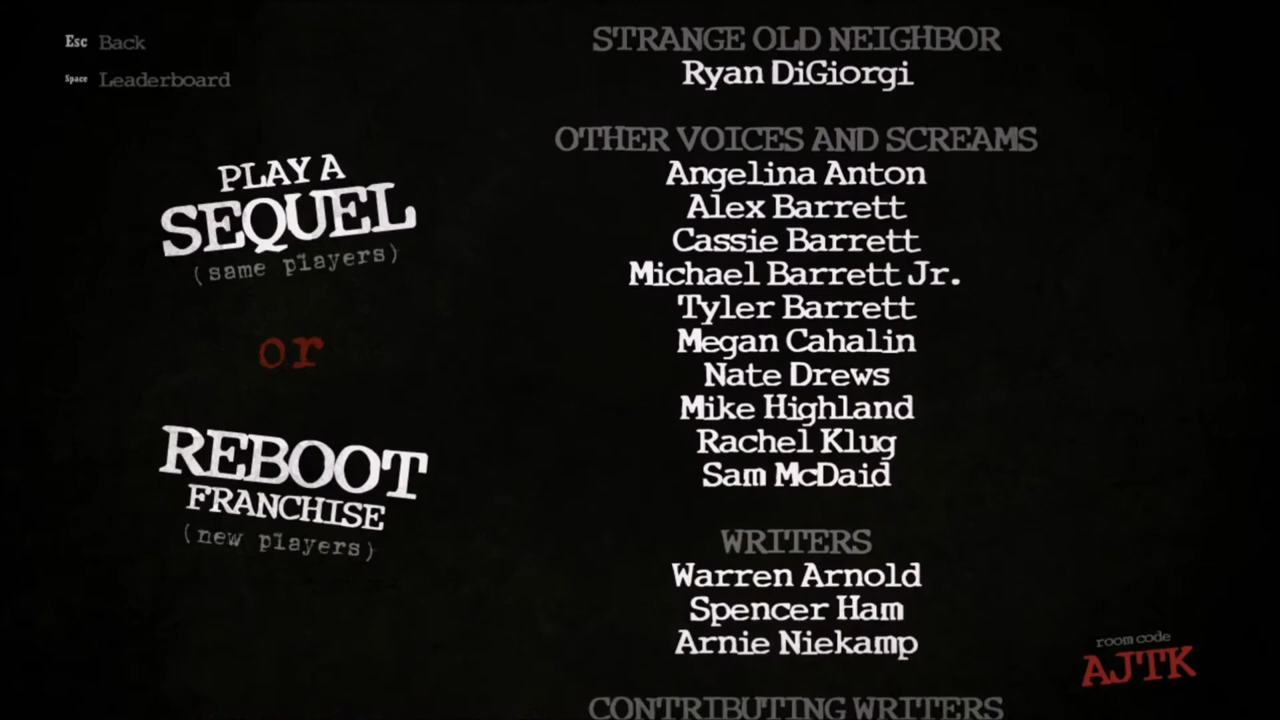 Esc Back
Space Leaderboard
PLAY A
SEQUEL
(same players)
or
REBOOT
FRANCHISE
(new players)
STRANGE OLD NEIGHBOR
Ryan DiGiorgi
OTHER VOICES AND SCREAMS
Angelina Anton
Alex Barrett
Cassie Barrett
Michael Barrett Jr.
Tyler Barrett
Megan Cahalin
Nate Drews
Mike Highland
Rachel Klug
Sam McDaid
WRITERS
Warren Arnold
Spencer Ham
Arnie Niekamp
CONTRIBUTING WRITERS
room code
AJTK